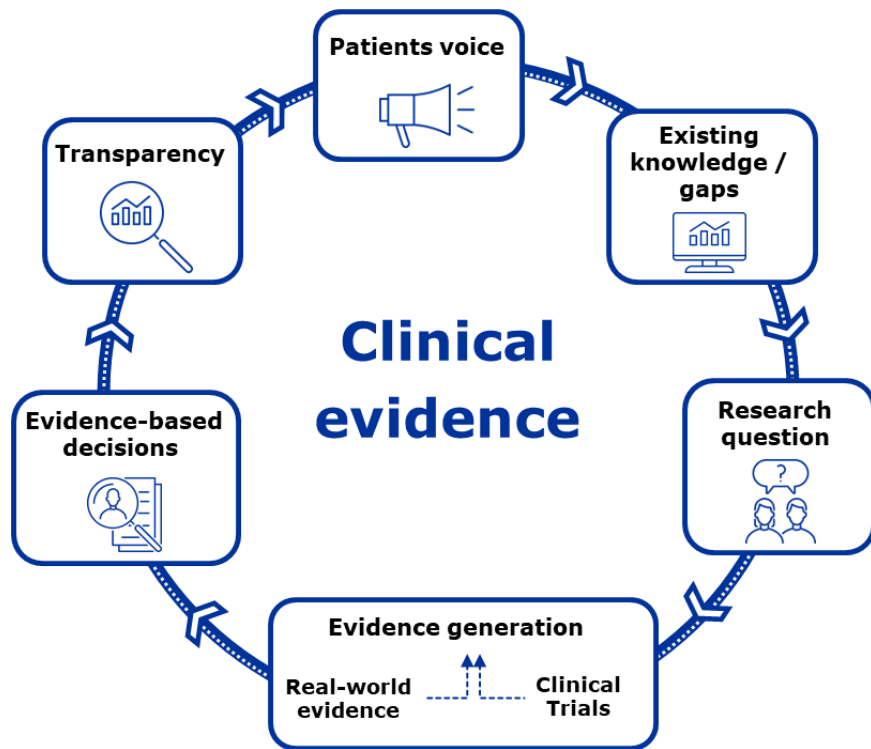 Patients voice
Existing
knowledge /
gaps
Research
question
?
Evidence generation
Real-world
evidence
Clinical
Trials
Evidence-based
decisions
Transparency
Clinical
evidence